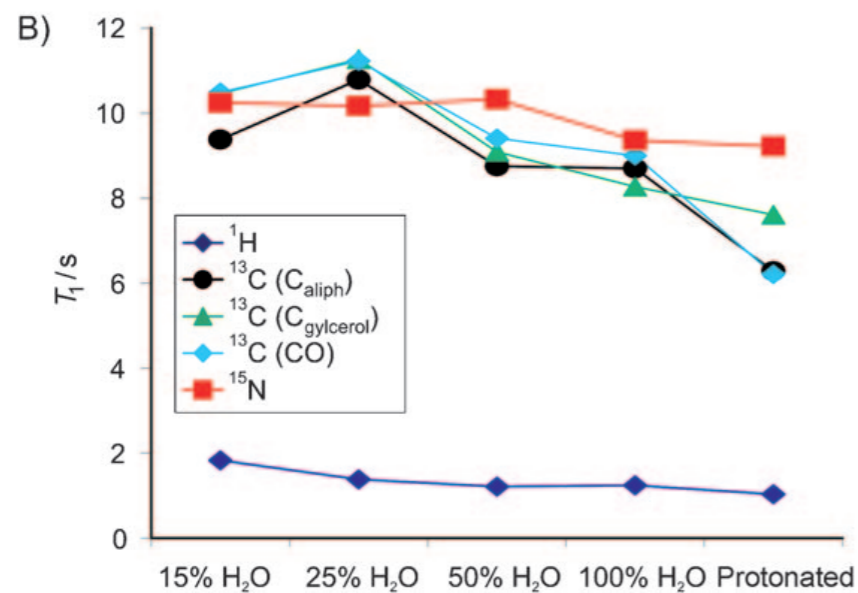 B)
12
10
8
6
4
2
0
T₁/s
¹H
¹³C (Cₐₗᵢₚₕ)
¹³C (C_gylcerol)
¹³C (CO)
¹⁵N
15% H₂O 25% H₂O 50% H₂O 100% H₂O Protonated